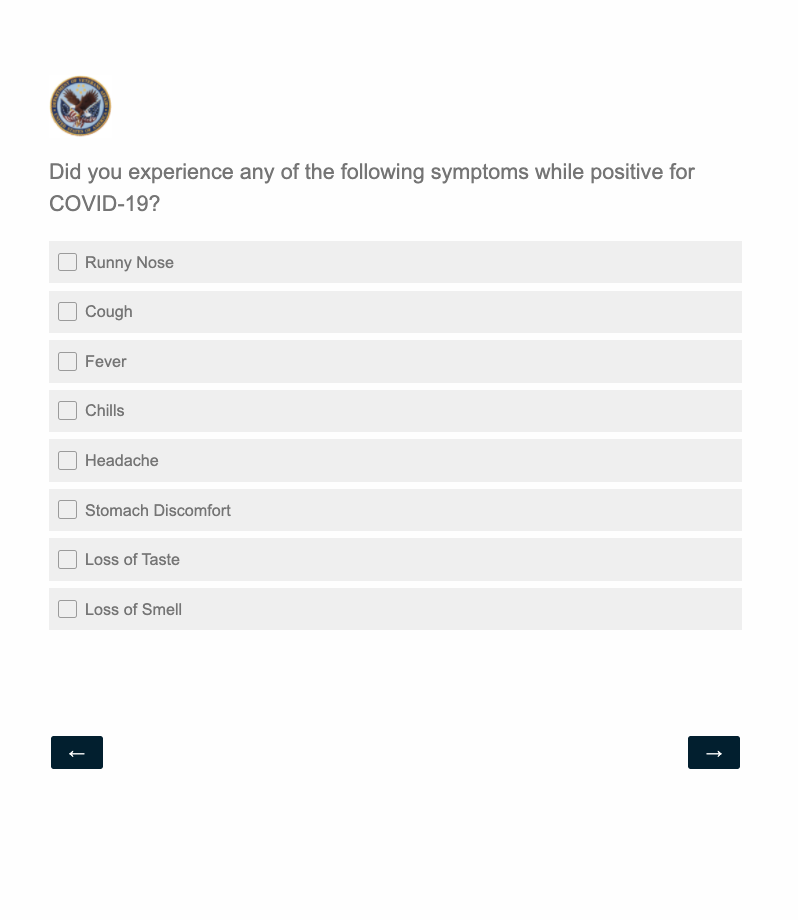 Did you experience any of the following symptoms while positive for
COVID-19?
Runny Nose
Cough
Fever
Chills
Headache
Stomach Discomfort
Loss of Taste
Loss of Smell
←
→